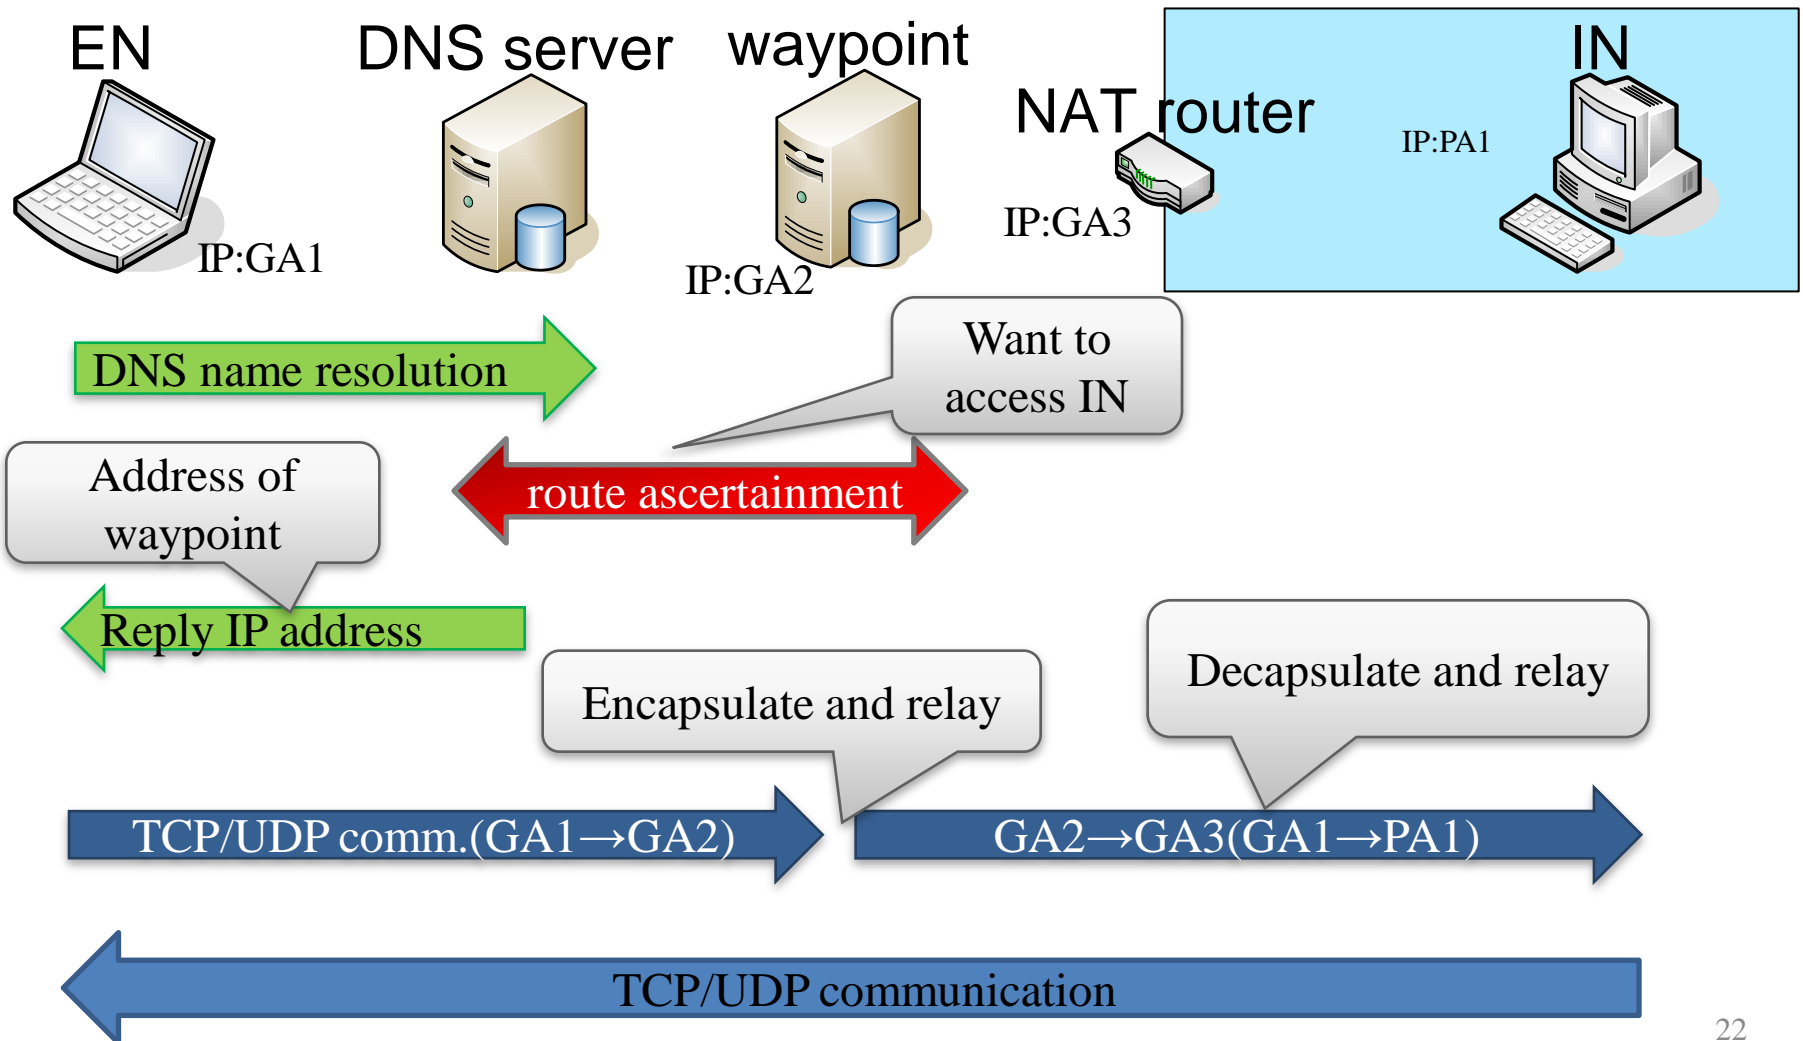 EN
DNS server
waypoint
IN
NAT router
IP:PA1
IP:GA3
IP:GA1
IP:GA2
Want to
access IN
DNS name resolution
Address of
waypoint
route ascertainment
Reply IP address
Encapsulate and relay
Decapsulate and relay
TCP/UDP comm.(GA1→GA2)
GA2→GA3(GA1→PA1)
TCP/UDP communication
22